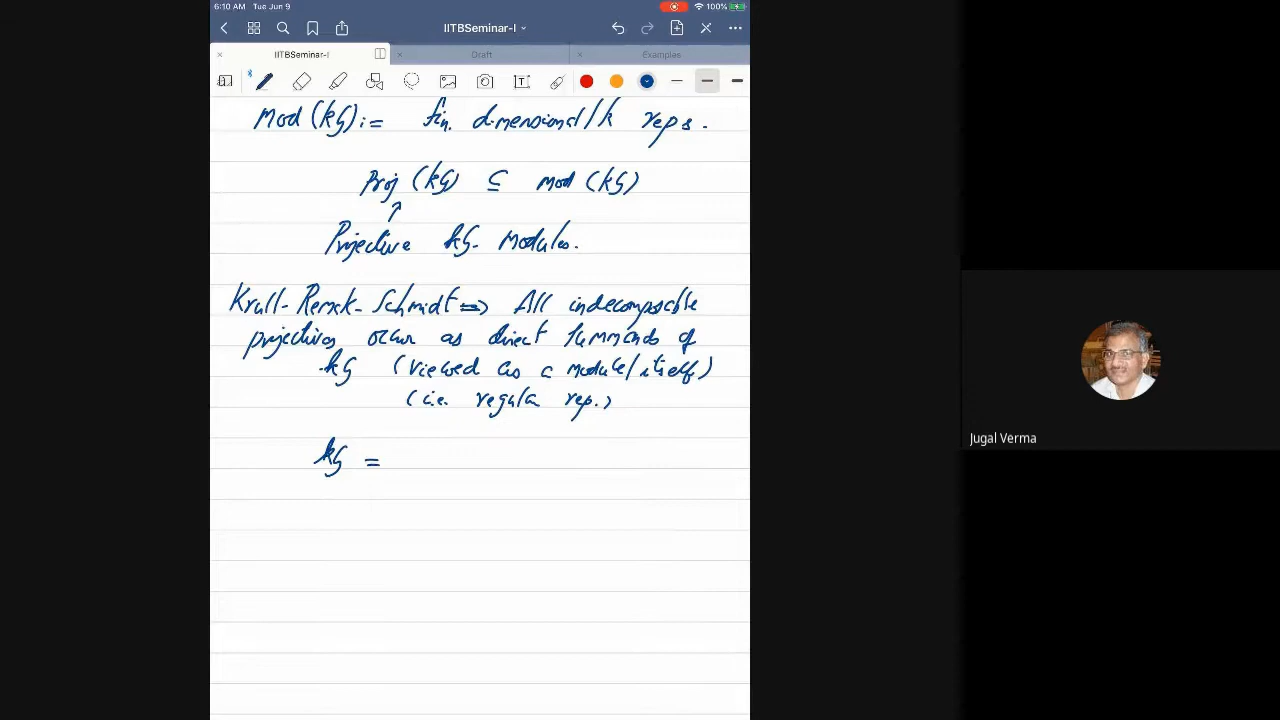 6:10 AM Tue Jun 9
100%
IITBSeminar-I
IITBSeminar-I
Draft
Examples
Mod (kG) := fin. dimensional/k reps.
Proj (kG) ⊆ Mod (kG)
↑
Projective kG- Modules.
Krull-Remak-Schmidt => All indecomposable
projectives occur as direct summands of
kG (viewed as a module/itself)
(i.e. regular rep.)
kG =
Jugal Verma